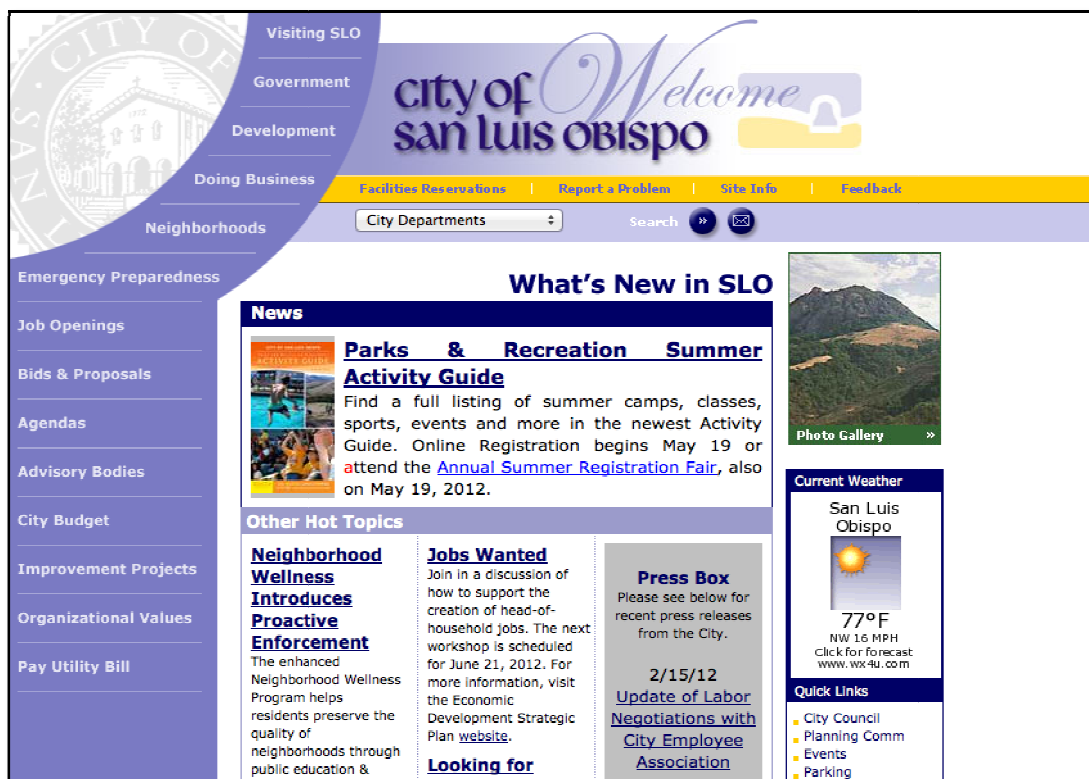 CITY OF
SAN L
Visiting SLO
Government
Development
Doing Business
Neighborhoods
Emergency Preparedness
Job Openings
Bids & Proposals
Agendas
Advisory Bodies
City Budget
Improvement Projects
Organizational Values
Pay Utility Bill
Welcome
city of
san luis obispo
Facilities Reservations
Report a Problem
Site Info
Feedback
City Departments
Search
»
What's New in SLO
News
ACTIVITY GUIDE
Parks & Recreation Summer
Activity Guide
Find a full listing of summer camps, classes,
sports, events and more in the newest Activity
Guide. Online Registration begins May 19 or
attend the Annual Summer Registration Fair, also
on May 19, 2012.
Other Hot Topics
Neighborhood
Wellness
Introduces
Proactive
Enforcement
The enhanced
Neighborhood Wellness
Program helps
residents preserve the
quality of
neighborhoods through
public education &
Jobs Wanted
Join in a discussion of
how to support the
creation of head-of-
household jobs. The next
workshop is scheduled
for June 21, 2012. For
more information, visit
the Economic
Development Strategic
Plan website.
Looking for
Press Box
Please see below for
recent press releases
from the City.
2/15/12
Update of Labor
Negotiations with
City Employee
Association
Photo Gallery »
Current Weather
San Luis
Obispo
77°F
NW 16 MPH
Click for forecast
www.wx4u.com
Quick Links
City Council
Planning Comm
Events
Parking